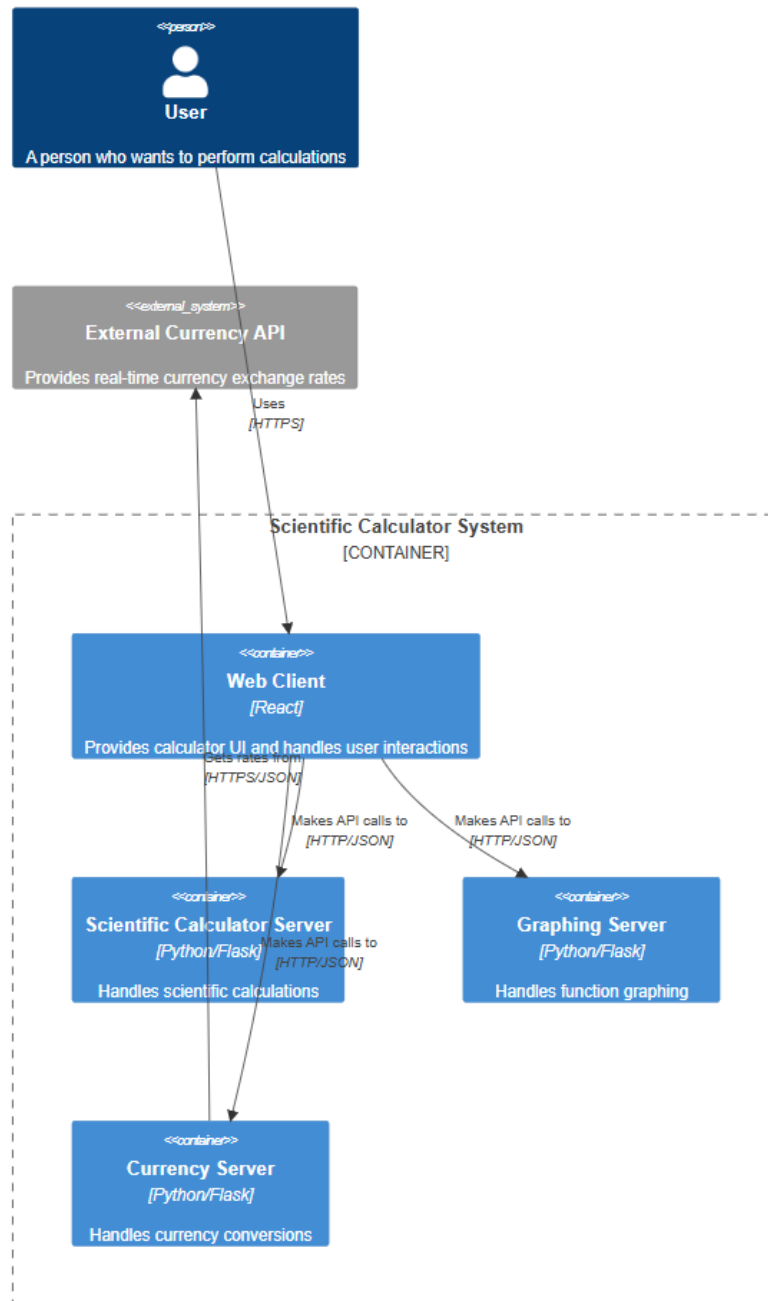 <<person>>
User
A person who wants to perform calculations
<<external_system>>
External Currency API
Provides real-time currency exchange rates
Uses
[HTTPS]
Scientific Calculator System
[CONTAINER]
<<container>>
Web Client
[React]
Provides calculator UI and handles user interactions
Gets rates from
[HTTPS/JSON]
Makes API calls to
[HTTP/JSON]
Makes API calls to
[HTTP/JSON]
<<container>>
Scientific Calculator Server
[Python/Flask]
Handles scientific calculations
Makes API calls to
[HTTP/JSON]
<<container>>
Graphing Server
[Python/Flask]
Handles function graphing
<<container>>
Currency Server
[Python/Flask]
Handles currency conversions